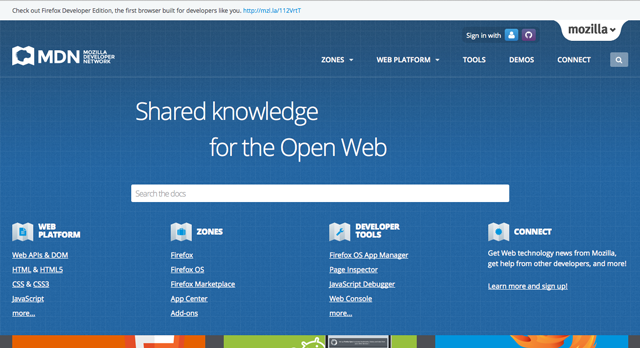 Check out Firefox Developer Edition, the first browser built for developers like you. http://mzl.la/11ZVrtT
Sign in with
mozilla
MDN MOZILLA DEVELOPER NETWORK
ZONES WEB PLATFORM TOOLS DEMOS CONNECT
Shared knowledge
for the Open Web
Search the docs
WEB PLATFORM
Web APIs & DOM
HTML & HTML5
CSS & CSS3
JavaScript
more...
ZONES
Firefox
Firefox OS
Firefox Marketplace
App Center
Add-ons
DEVELOPER TOOLS
Firefox OS App Manager
Page Inspector
JavaScript Debugger
Web Console
more...
CONNECT
Get Web technology news from Mozilla,
get help from other developers, and more!
Learn more and sign up!